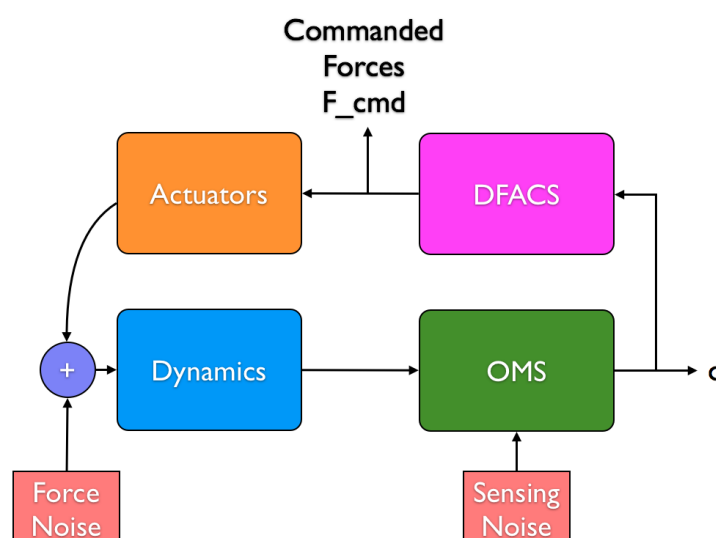 Commanded
Forces
F_cmd
Actuators
DFACS
+
Dynamics
OMS
Force
Noise
Sensing
Noise